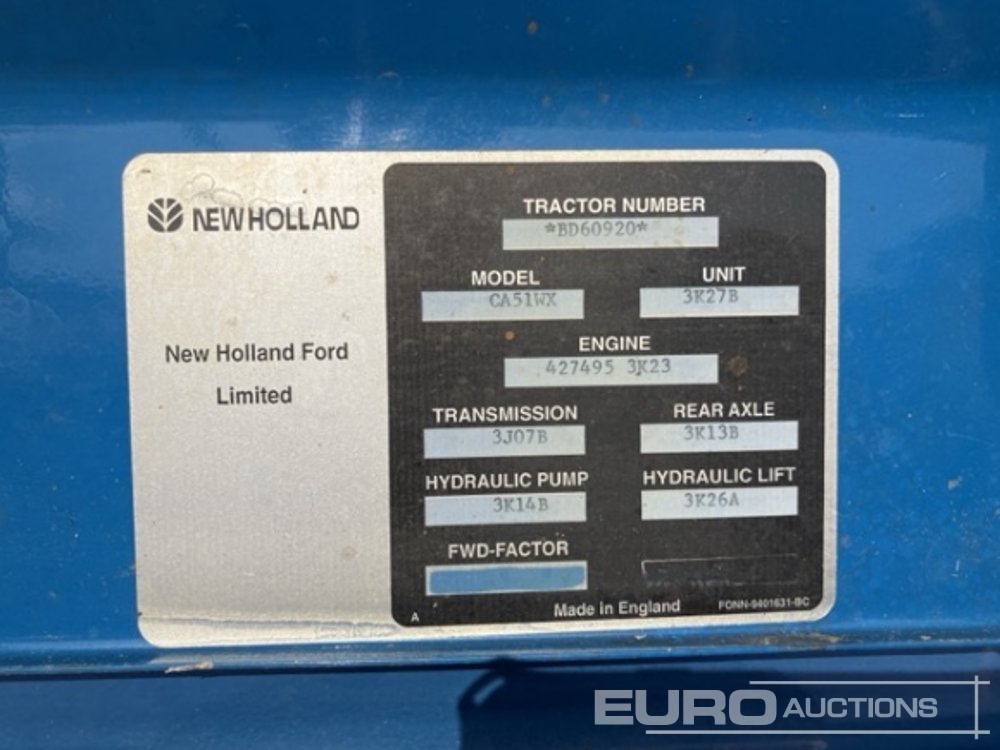 NEW HOLLAND
New Holland Ford
Limited
TRACTOR NUMBER
*BD60920*
MODEL UNIT
CA51WX 3K27B
ENGINE
427495 3K23
TRANSMISSION REAR AXLE
3J07B 3K13B
HYDRAULIC PUMP HYDRAULIC LIFT
3K14B 3K26A
FWD-FACTOR
A Made in England FONN-9401631-BC
EURO AUCTIONS